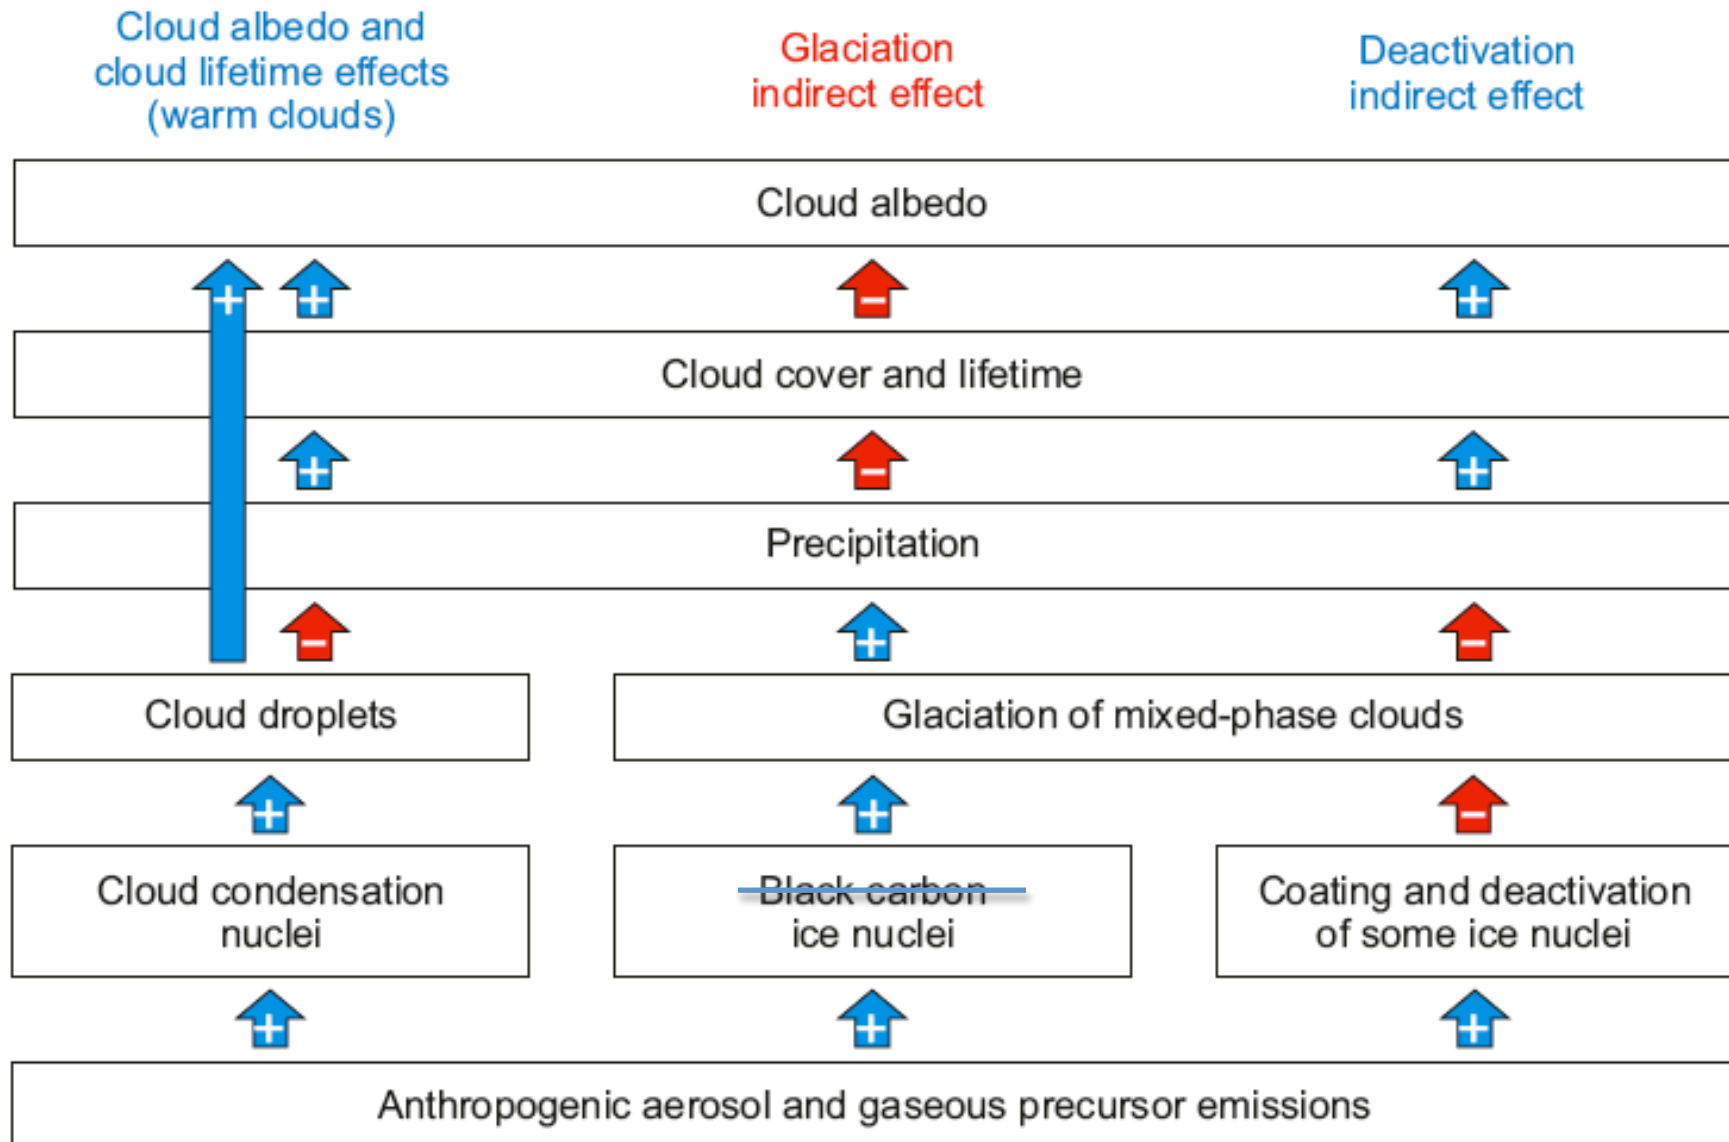 Cloud albedo and
cloud lifetime effects
(warm clouds)
Glaciation
indirect effect
Deactivation
indirect effect
Cloud albedo
+ + − +
Cloud cover and lifetime
+ − +
Precipitation
− + −
Cloud droplets
Glaciation of mixed-phase clouds
+ + −
Cloud condensation
nuclei
Black carbon
ice nuclei
Coating and deactivation
of some ice nuclei
+ + +
Anthropogenic aerosol and gaseous precursor emissions